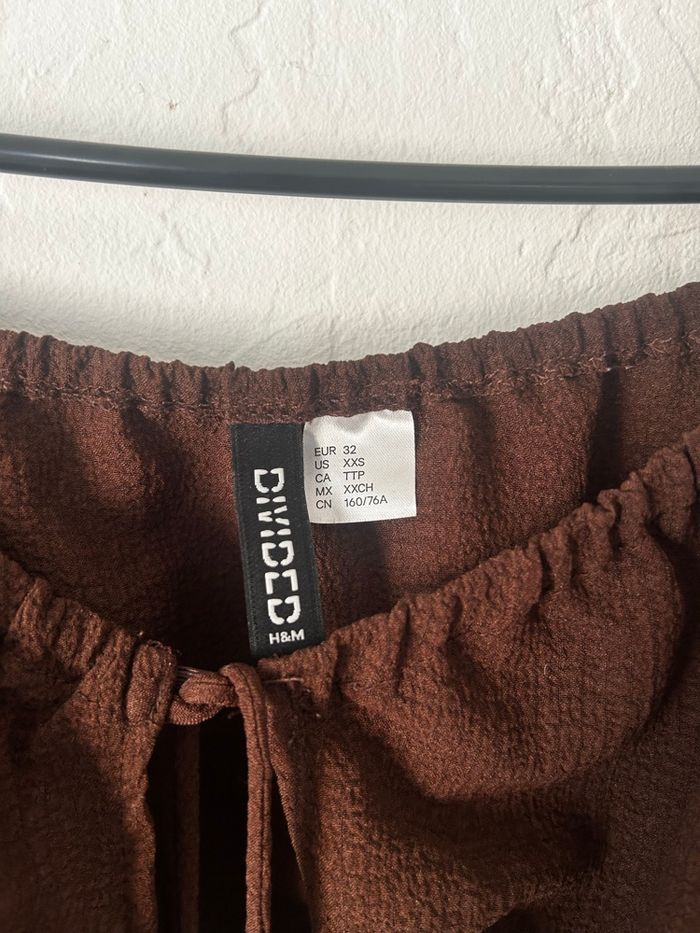 DIVIDED
H&M
EUR 32
US XXS
CA TTP
MX XXCH
CN 160/76A